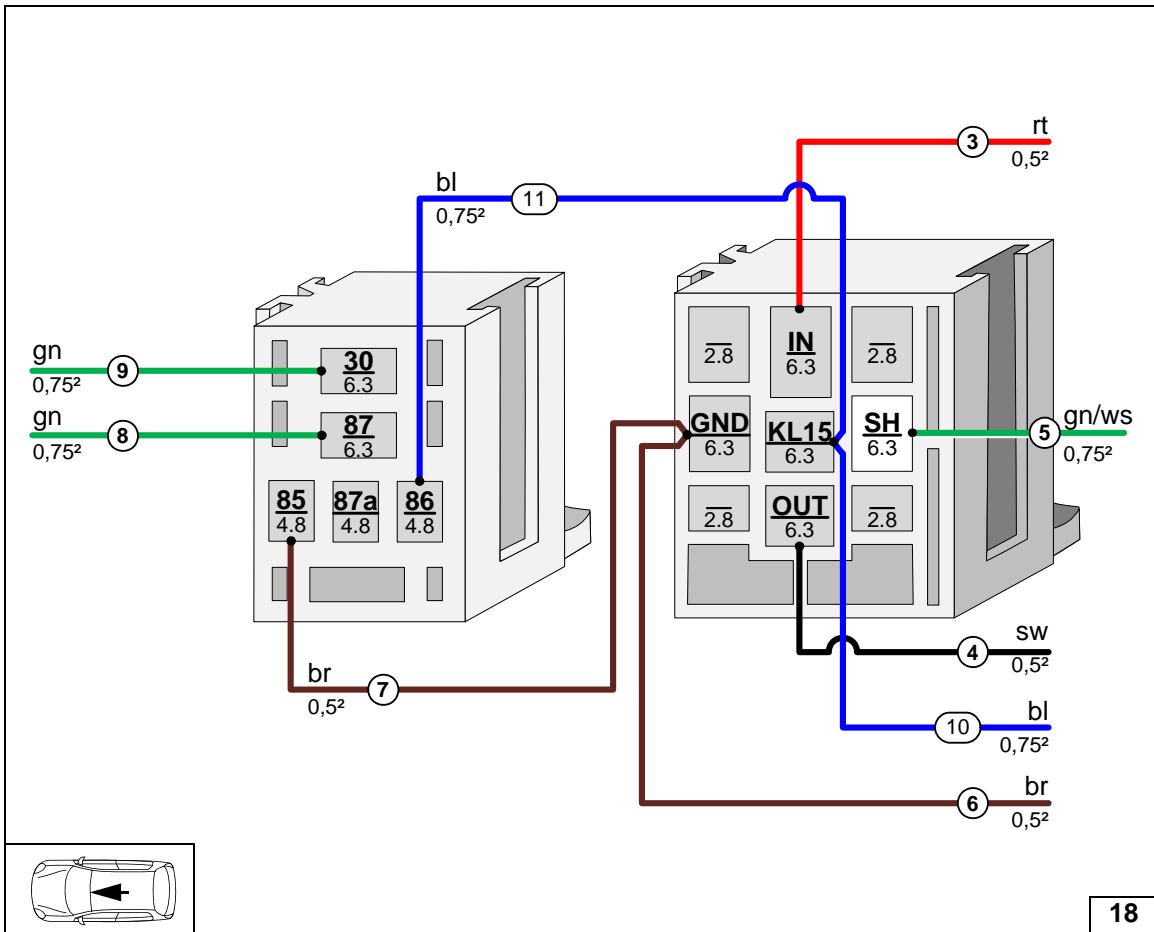 3
rt
0,5²
bl
11
0,75²
gn
9
0,75²
gn
8
0,75²
30
6.3
87
6.3
85
4.8
87a
4.8
86
4.8
2.8
IN
6.3
2.8
GND
6.3
KL15
6.3
SH
6.3
5
gn/ws
0,75²
2.8
OUT
6.3
2.8
br
7
0,5²
4
sw
0,5²
10
bl
0,75²
6
br
0,5²
18